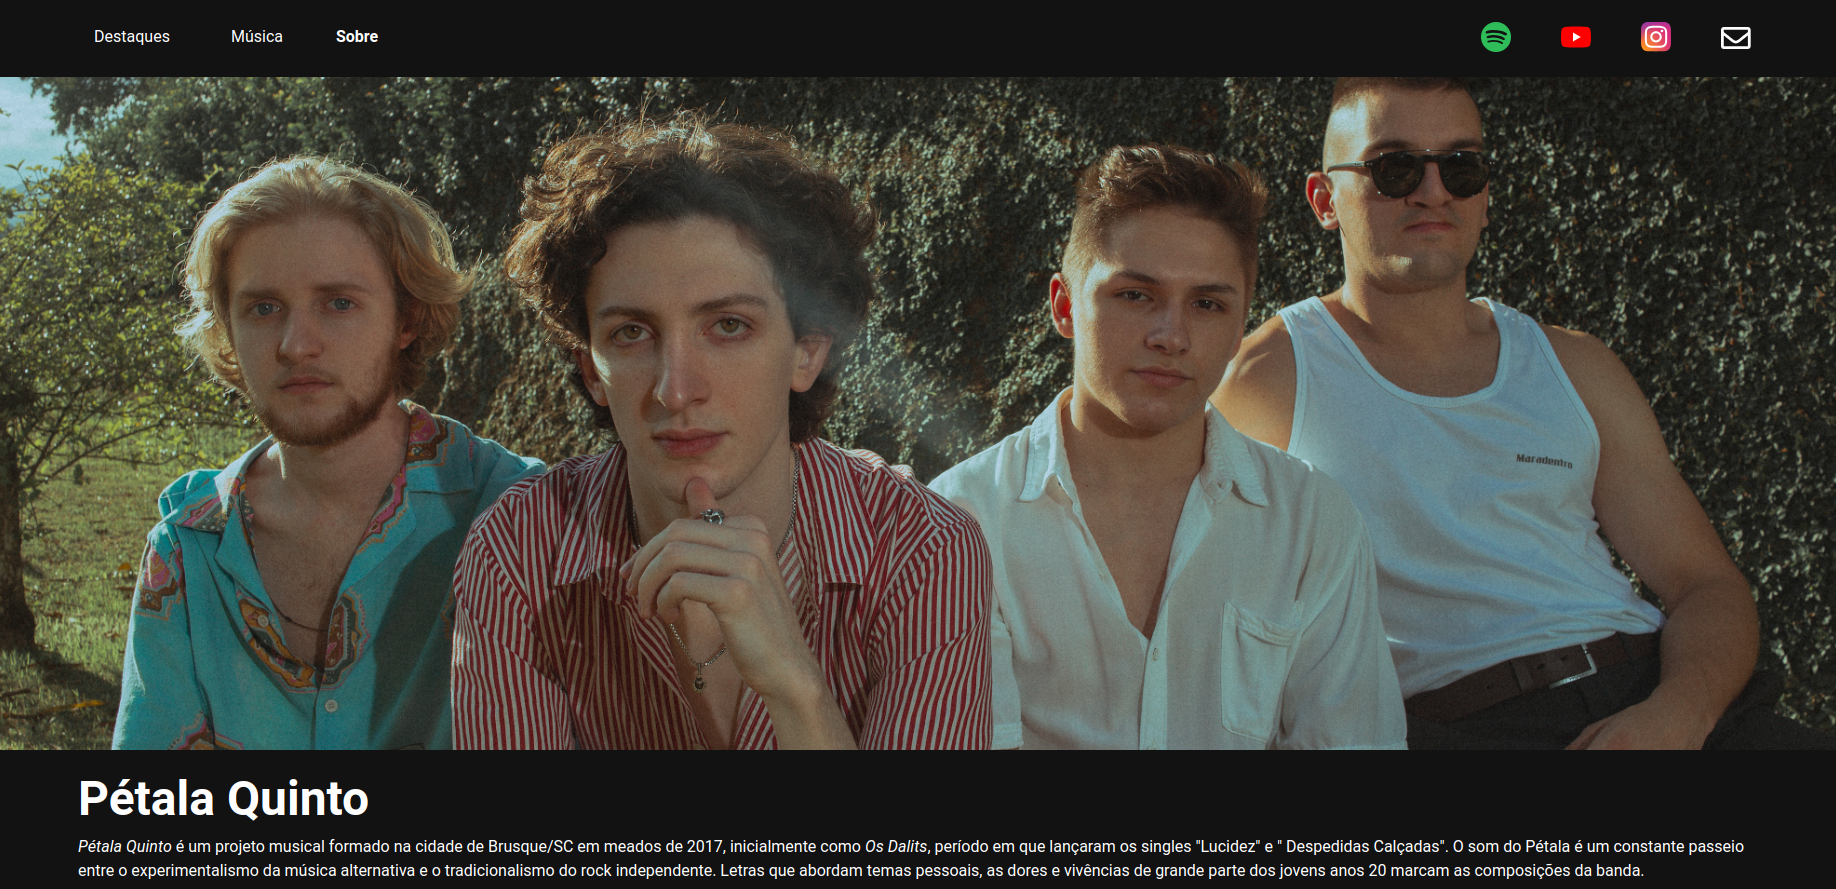 Destaques Música Sobre
Maradentro
Pétala Quinto
Pétala Quinto é um projeto musical formado na cidade de Brusque/SC em meados de 2017, inicialmente como Os Dalits, período em que lançaram os singles "Lucidez" e " Despedidas Calçadas". O som do Pétala é um constante passeio
entre o experimentalismo da música alternativa e o tradicionalismo do rock independente. Letras que abordam temas pessoais, as dores e vivências de grande parte dos jovens anos 20 marcam as composições da banda.